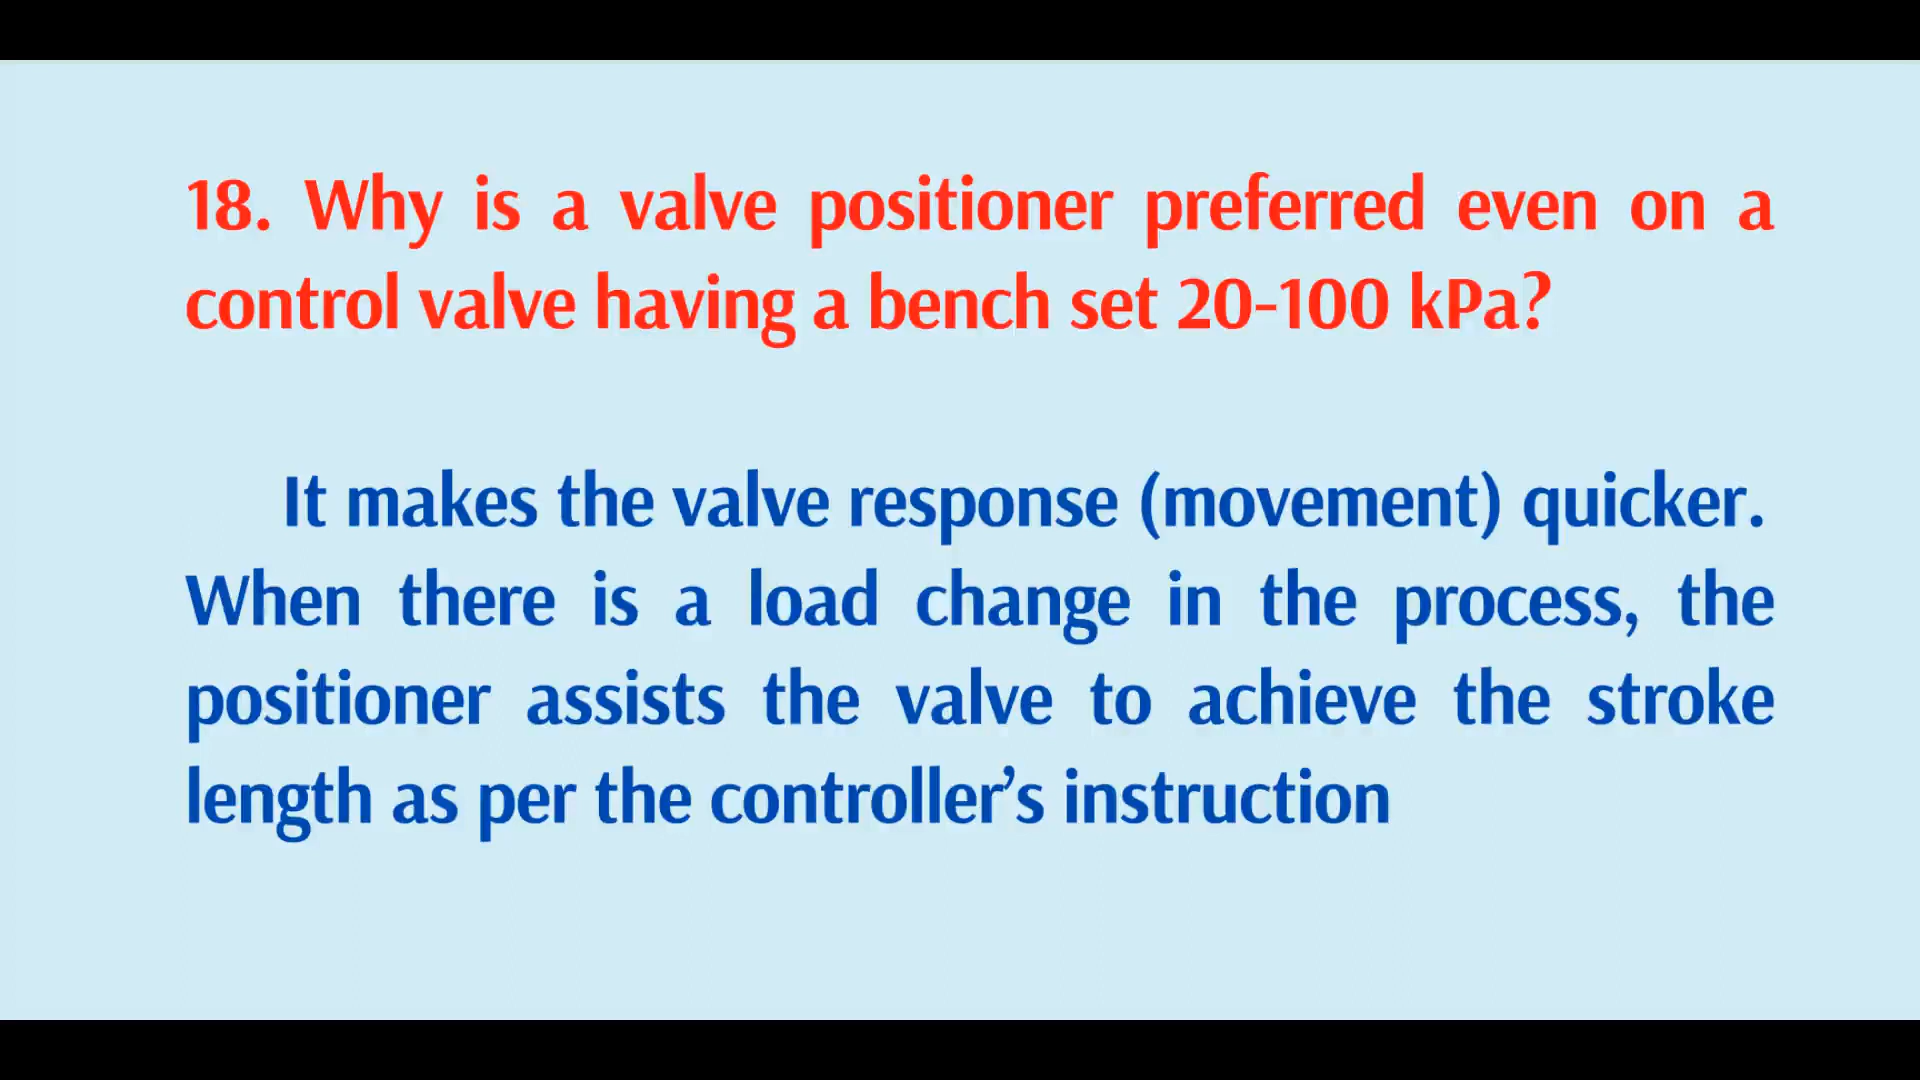 18. Why is a valve positioner preferred even on a
control valve having a bench set 20-100 kPa?
It makes the valve response (movement) quicker.
When there is a load change in the process, the
positioner assists the valve to achieve the stroke
length as per the controller’s instruction